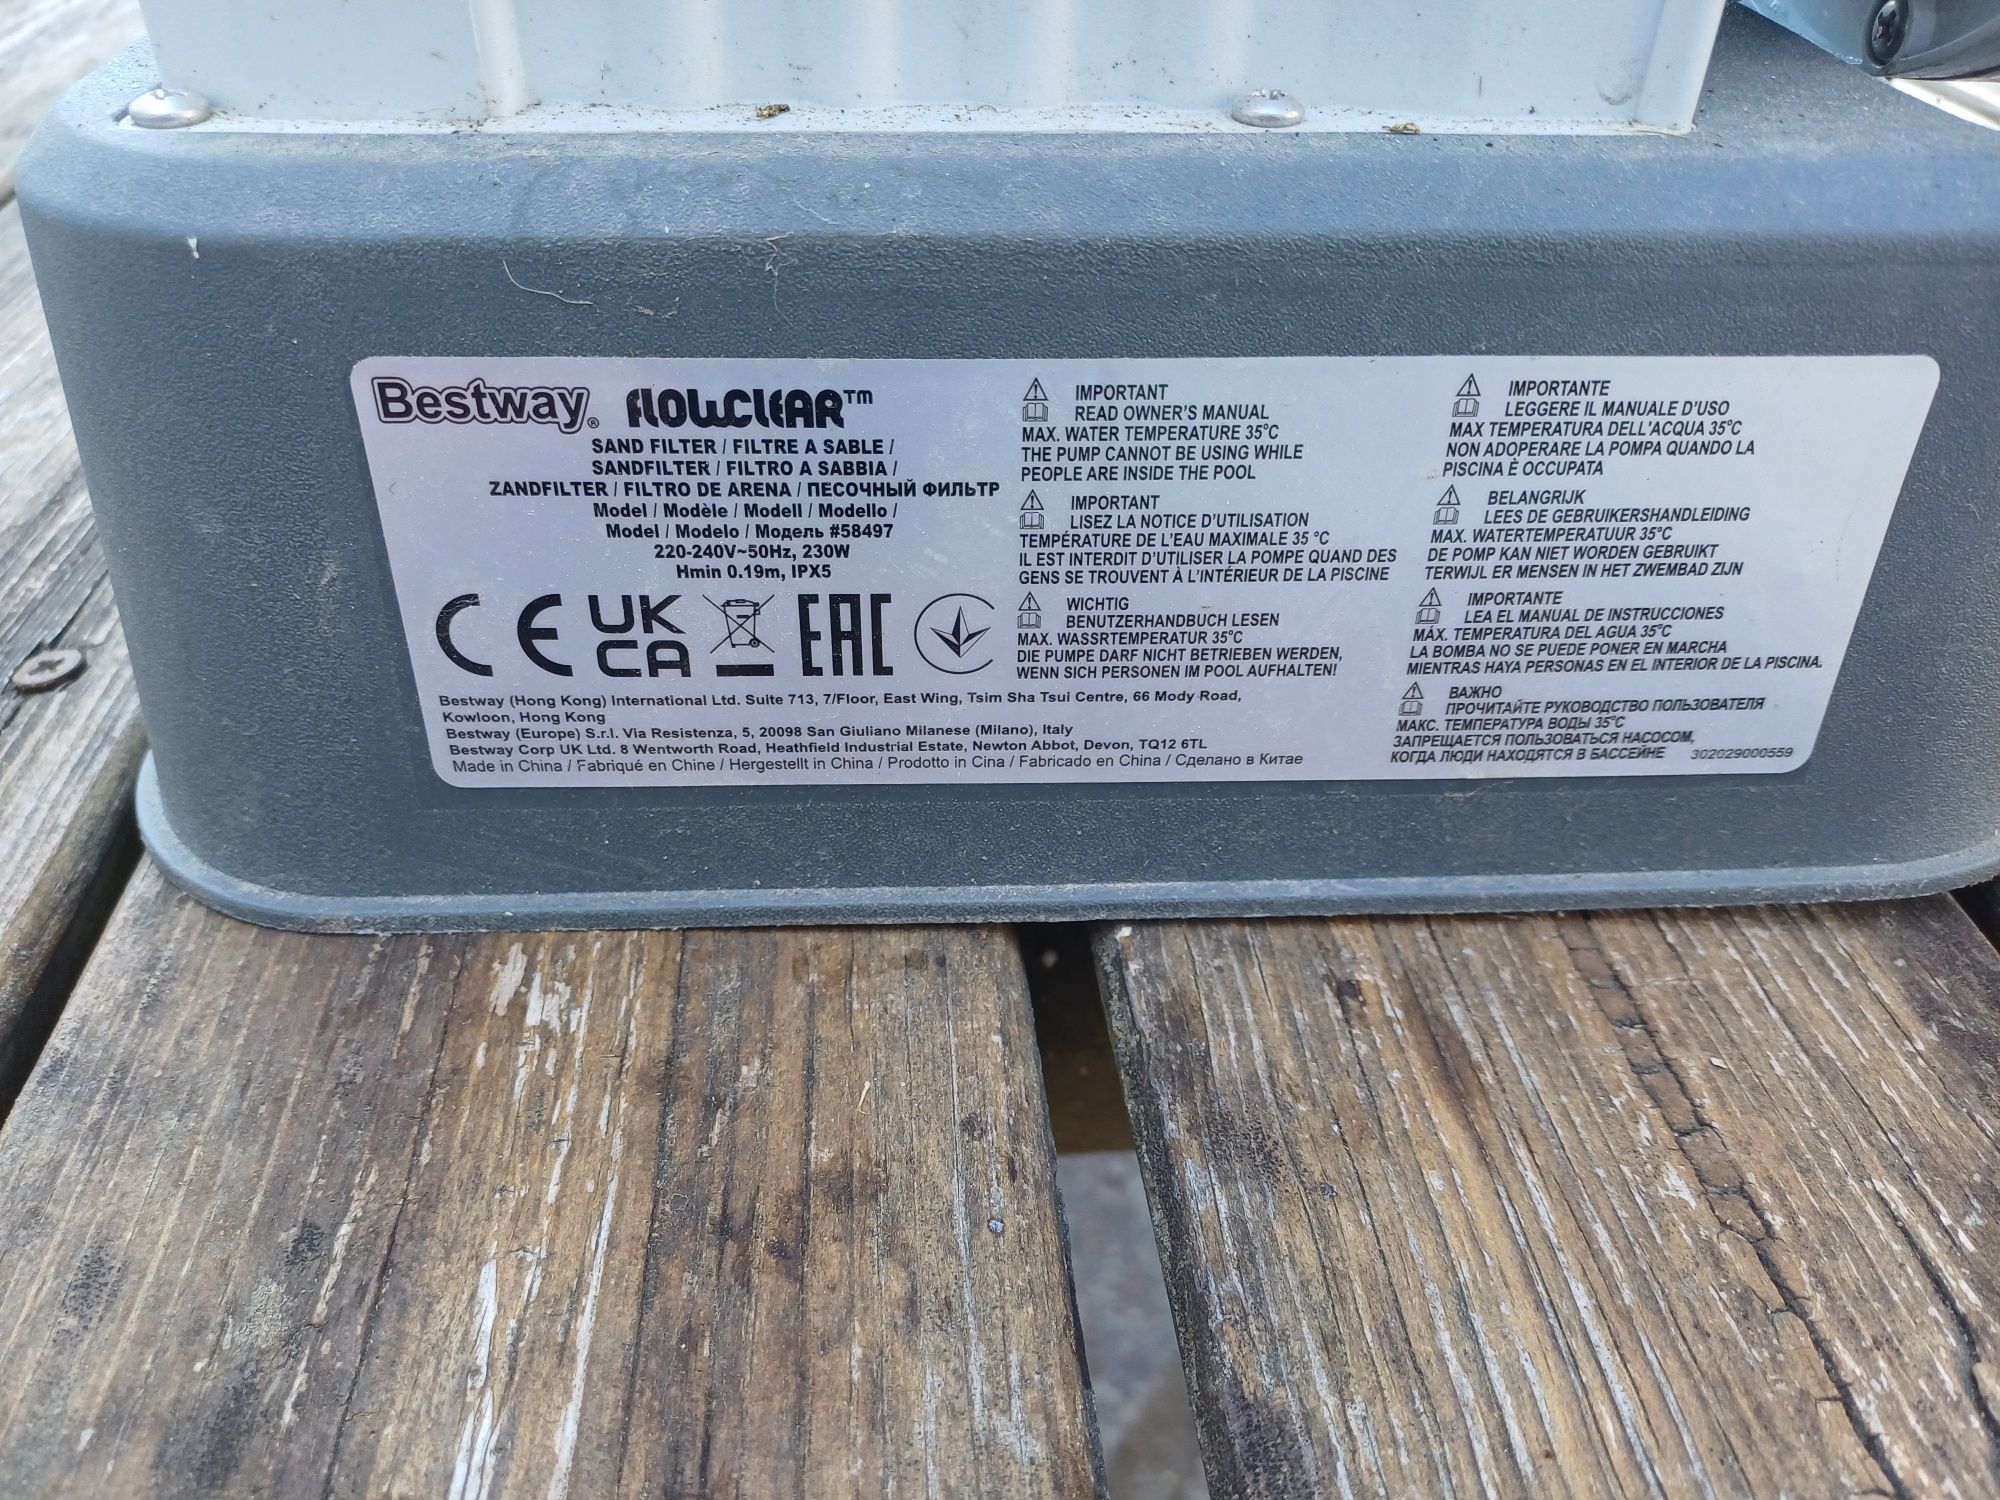 Bestway® FLOWCLEAR™
SAND FILTER / FILTRE A SABLE /
SANDFILTER / FILTRO A SABBIA /
ZANDFILTER / FILTRO DE ARENA / ПЕСОЧНЫЙ ФИЛЬТР
Model / Modèle / Modell / Modello /
Model / Modelo / Модель #58497
220-240V~50Hz, 230W
Hmin 0.19m, IPX5
CE UK CA EAC
Bestway (Hong Kong) International Ltd. Suite 713, 7/Floor, East Wing, Tsim Sha Tsui Centre, 66 Mody Road,
Kowloon, Hong Kong
Bestway (Europe) S.r.l. Via Resistenza, 5, 20098 San Giuliano Milanese (Milano), Italy
Bestway Corp UK Ltd. 8 Wentworth Road, Heathfield Industrial Estate, Newton Abbot, Devon, TQ12 6TL
Made in China / Fabriqué en Chine / Hergestellt in China / Prodotto in Cina / Fabricado en China / Сделано в Китае
IMPORTANT
READ OWNER'S MANUAL
MAX. WATER TEMPERATURE 35°C
THE PUMP CANNOT BE USING WHILE
PEOPLE ARE INSIDE THE POOL
IMPORTANT
LISEZ LA NOTICE D'UTILISATION
TEMPÉRATURE DE L'EAU MAXIMALE 35 °C
IL EST INTERDIT D'UTILISER LA POMPE QUAND DES
GENS SE TROUVENT À L'INTÉRIEUR DE LA PISCINE
WICHTIG
BENUTZERHANDBUCH LESEN
MAX. WASSRTEMPERATUR 35°C
DIE PUMPE DARF NICHT BETRIEBEN WERDEN,
WENN SICH PERSONEN IM POOL AUFHALTEN!
IMPORTANTE
LEGGERE IL MANUALE D'USO
MAX TEMPERATURA DELL'ACQUA 35°C
NON ADOPERARE LA POMPA QUANDO LA
PISCINA È OCCUPATA
BELANGRIJK
LEES DE GEBRUIKERSHANDLEIDING
MAX. WATERTEMPERATUUR 35°C
DE POMP KAN NIET WORDEN GEBRUIKT
TERWIJL ER MENSEN IN HET ZWEMBAD ZIJN
IMPORTANTE
LEA EL MANUAL DE INSTRUCCIONES
MÁX. TEMPERATURA DEL AGUA 35°C
LA BOMBA NO SE PUEDE PONER EN MARCHA
MIENTRAS HAYA PERSONAS EN EL INTERIOR DE LA PISCINA.
ВАЖНО
ПРОЧИТАЙТЕ РУКОВОДСТВО ПОЛЬЗОВАТЕЛЯ
МАКС. ТЕМПЕРАТУРА ВОДЫ 35°C
ЗАПРЕЩАЕТСЯ ПОЛЬЗОВАТЬСЯ НАСОСОМ,
КОГДА ЛЮДИ НАХОДЯТСЯ В БАССЕЙНЕ 302029000559